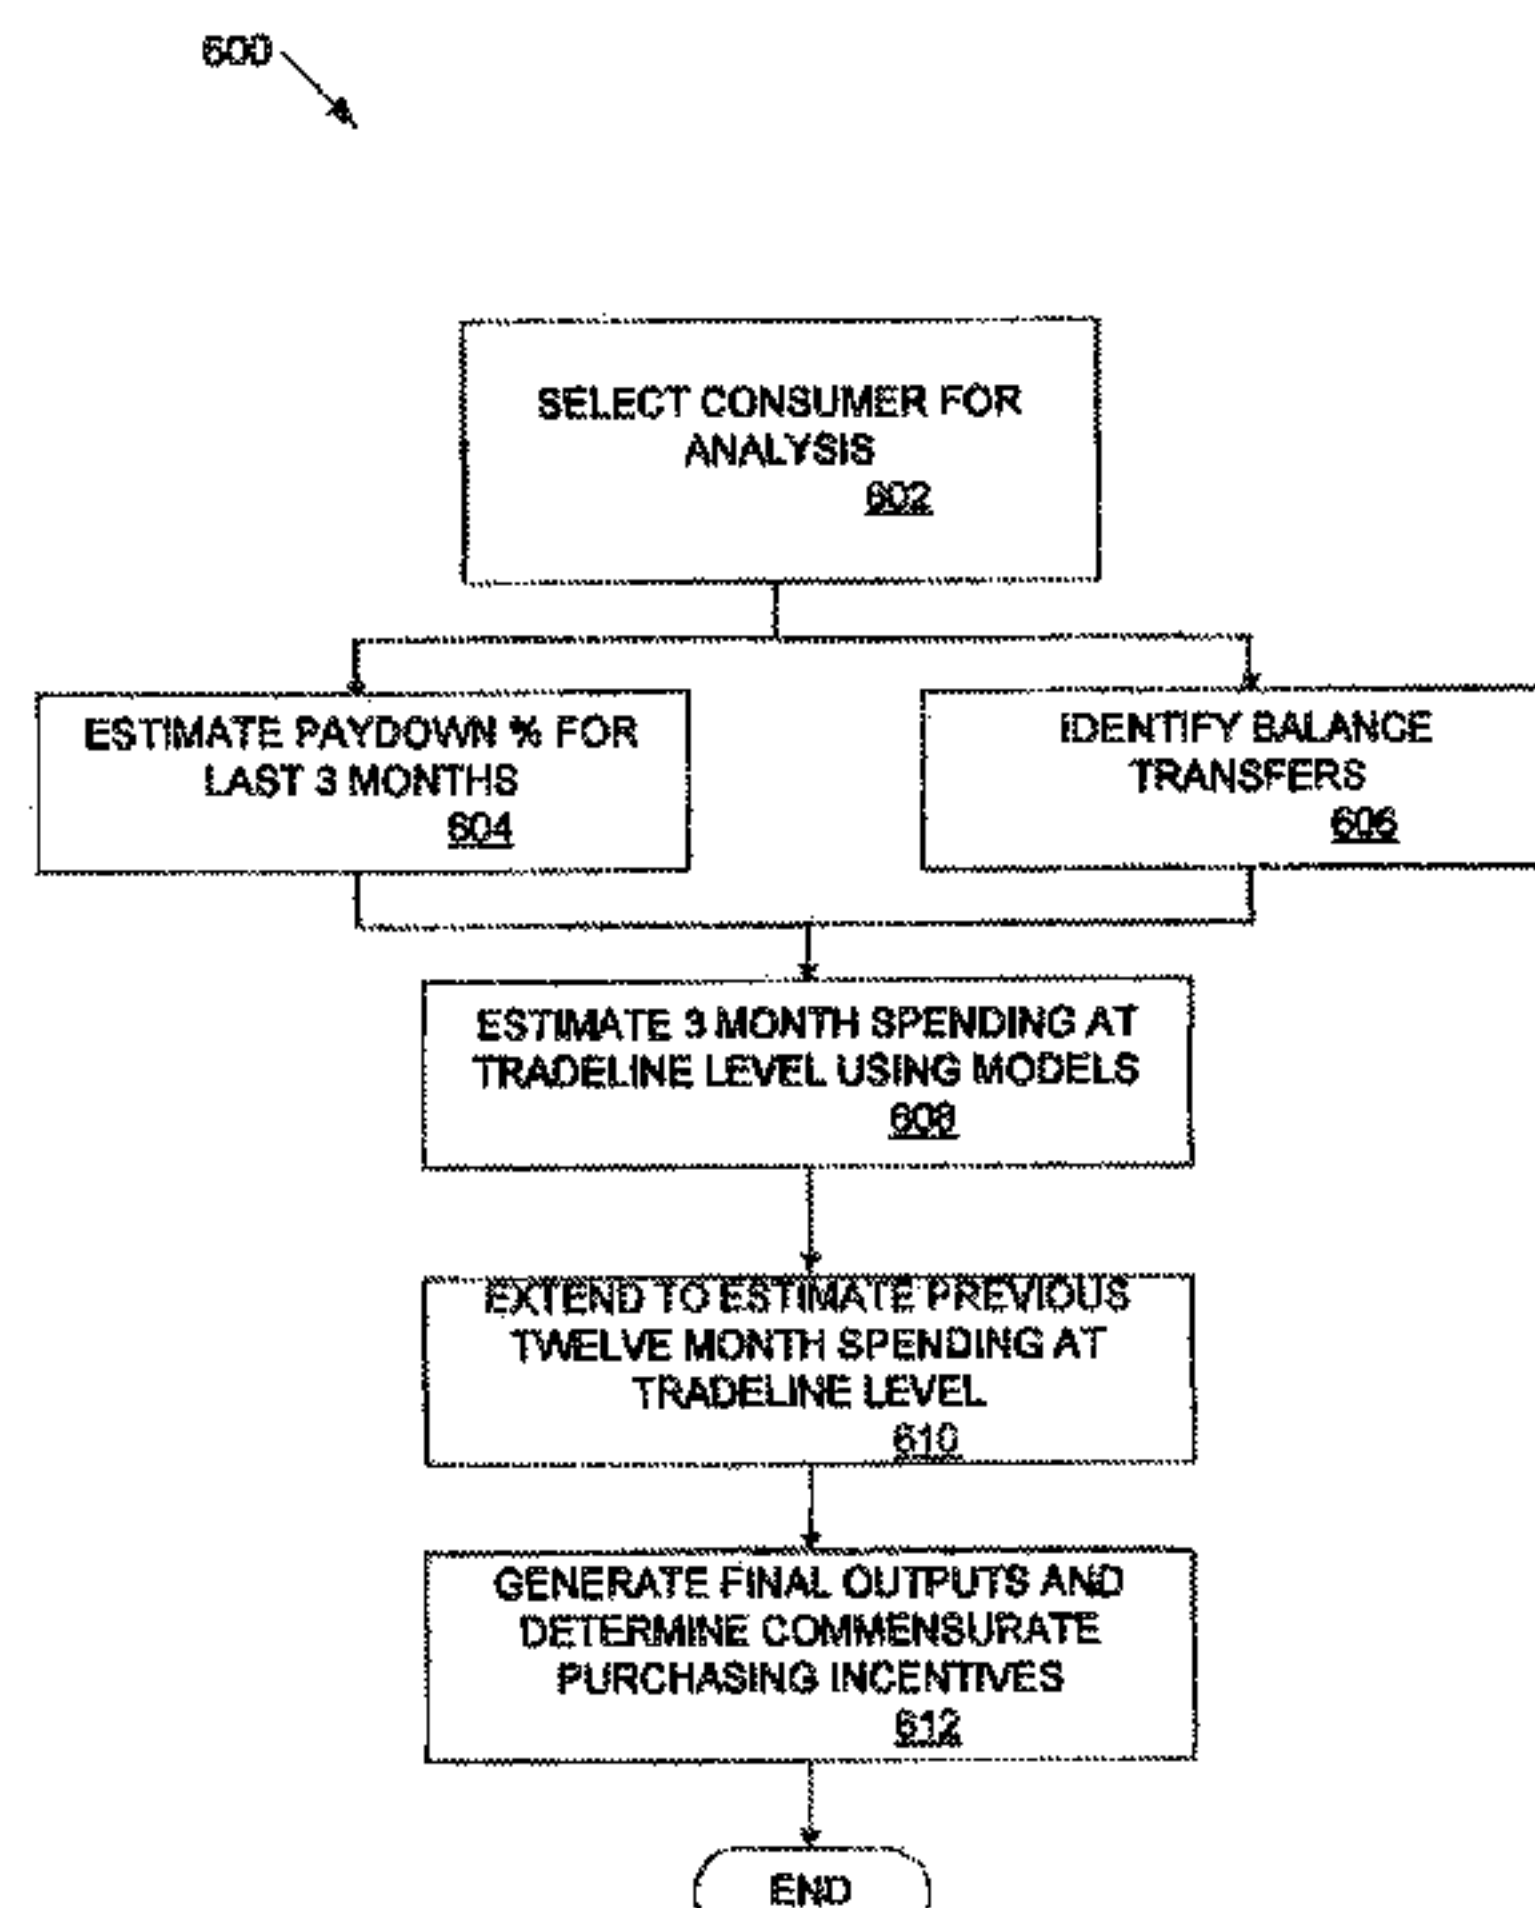 600
SELECT CONSUMER FOR
ANALYSIS
602
ESTIMATE PAYDOWN % FOR
LAST 3 MONTHS
604
IDENTIFY BALANCE
TRANSFERS
606
ESTIMATE 3 MONTH SPENDING AT
TRADELINE LEVEL USING MODELS
608
EXTEND TO ESTIMATE PREVIOUS
TWELVE MONTH SPENDING AT
TRADELINE LEVEL
610
GENERATE FINAL OUTPUTS AND
DETERMINE COMMENSURATE
PURCHASING INCENTIVES
612
END